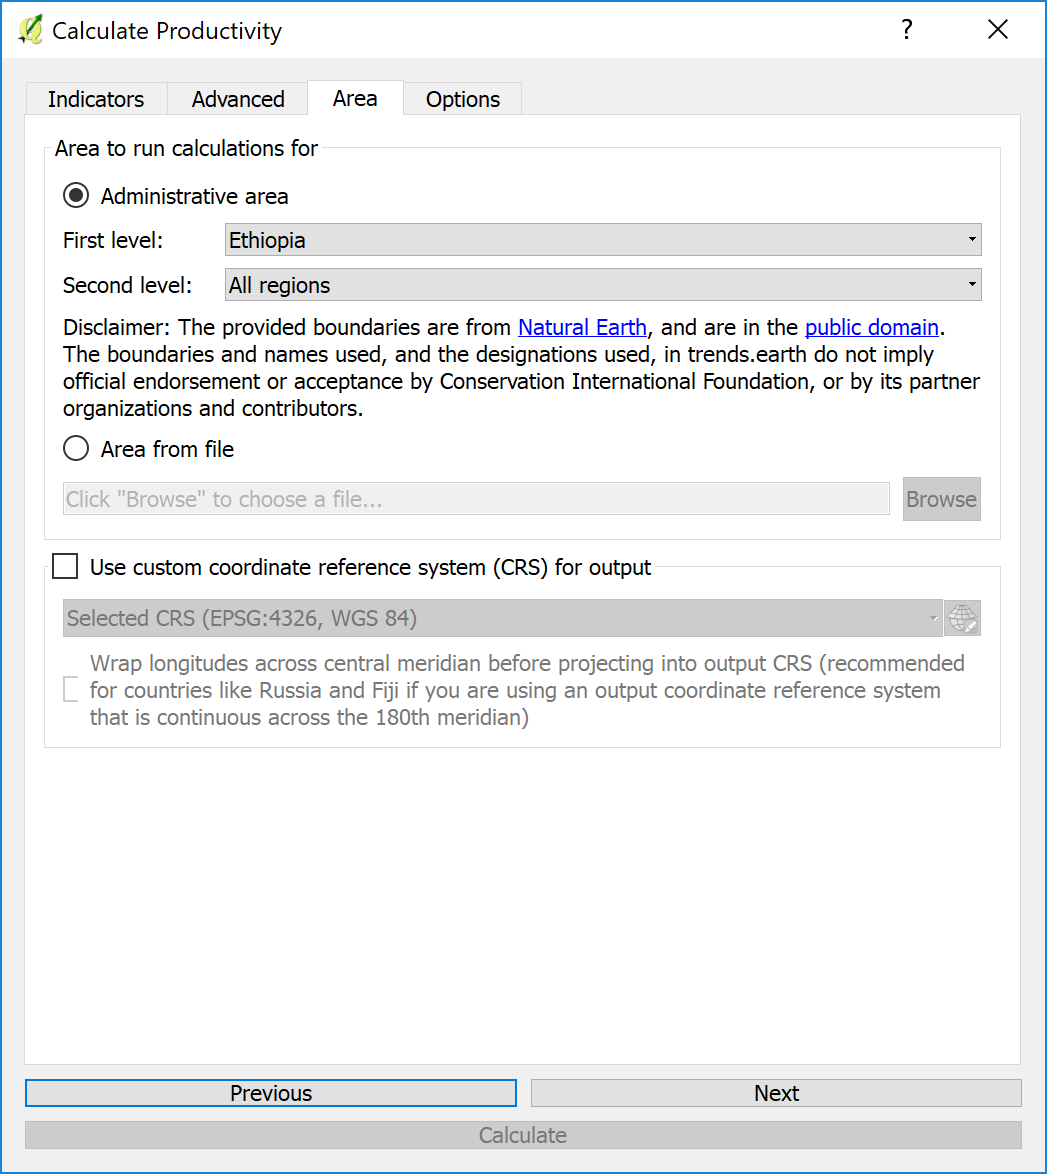 Calculate Productivity
?
Indicators Advanced Area Options
Area to run calculations for
Administrative area
First level: Ethiopia
Second level: All regions
Disclaimer: The provided boundaries are from Natural Earth, and are in the public domain.
The boundaries and names used, and the designations used, in trends.earth do not imply
official endorsement or acceptance by Conservation International Foundation, or by its partner
organizations and contributors.
Area from file
Click "Browse" to choose a file... Browse
Use custom coordinate reference system (CRS) for output
Selected CRS (EPSG:4326, WGS 84)
Wrap longitudes across central meridian before projecting into output CRS (recommended
for countries like Russia and Fiji if you are using an output coordinate reference system
that is continuous across the 180th meridian)
Previous Next
Calculate